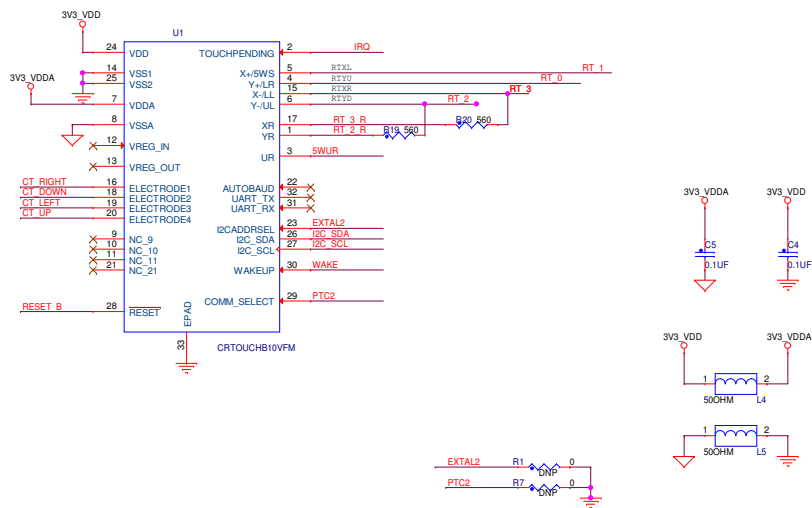 3V3_VDD
U1
24 VDD
TOUCHPENDING 2 IRQ
14 VSS1
25 VSS2
X+/5WS 5 RTXL RT_1
Y+/LR 4 RTYU RT_0
X-/LL 15 RTXR RT_3
Y-/UL 6 RTYD RT_2
3V3_VDDA
7 VDDA
8 VSSA
XR 17 RT_3_R R20 560
YR 1 RT_2_R R19 560
12 VREG_IN
13 VREG_OUT
UR 3 5WUR
CT_RIGHT 16 ELECTRODE1
CT_DOWN 18 ELECTRODE2
CT_LEFT 19 ELECTRODE3
CT_UP 20 ELECTRODE4
AUTOBAUD 22
UART_TX 32
UART_RX 31
I2CADDRSEL 23 EXTAL2
I2C_SDA 26 I2C_SDA
I2C_SCL 27 I2C_SCL
9 NC_9
10 NC_10
11 NC_11
21 NC_21
WAKEUP 30 WAKE
COMM_SELECT 29 PTC2
RESET_B 28 RESET
EPAD
33
CRTOUCHB10VFM
3V3_VDDA
C5
0.1UF
3V3_VDD
C4
0.1UF
3V3_VDD
3V3_VDDA
1 2
50OHM L4
1 2
50OHM L5
EXTAL2 R1 0
DNP
PTC2 R7 0
DNP